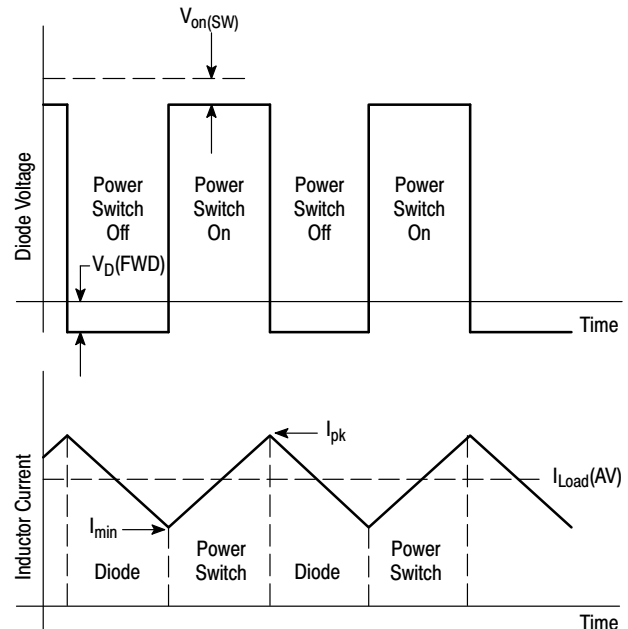 Von(SW)
Diode Voltage
Power
Switch
Off
Power
Switch
On
Power
Switch
Off
Power
Switch
On
VD(FWD)
Time
Inductor Current
Ipk
ILoad(AV)
Imin
Diode
Power
Switch
Diode
Power
Switch
Time